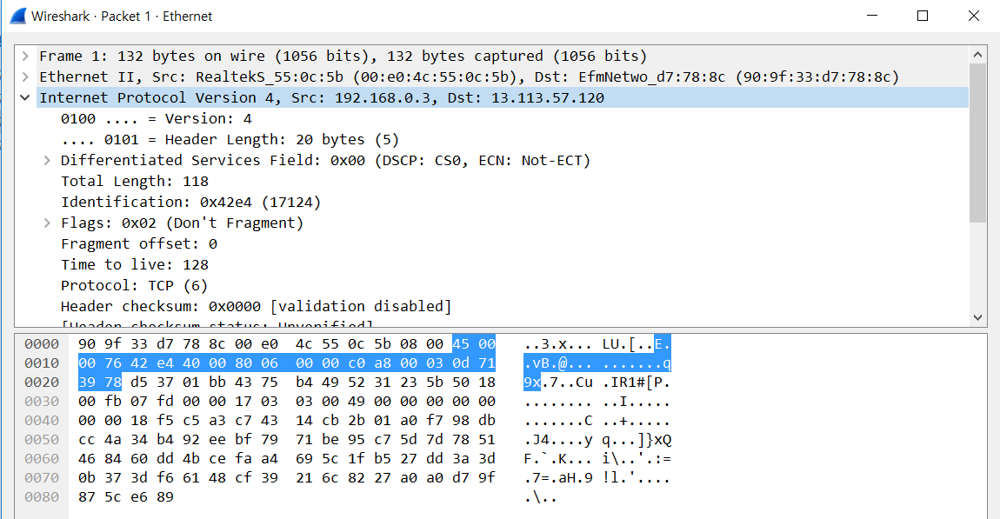 Wireshark · Packet 1 · Ethernet
Frame 1: 132 bytes on wire (1056 bits), 132 bytes captured (1056 bits)
Ethernet II, Src: RealtekS_55:0c:5b (00:e0:4c:55:0c:5b), Dst: EfmNetwo_d7:78:8c (90:9f:33:d7:78:8c)
Internet Protocol Version 4, Src: 192.168.0.3, Dst: 13.113.57.120
0100 .... = Version: 4
.... 0101 = Header Length: 20 bytes (5)
Differentiated Services Field: 0x00 (DSCP: CS0, ECN: Not-ECT)
Total Length: 118
Identification: 0x42e4 (17124)
Flags: 0x02 (Don't Fragment)
Fragment offset: 0
Time to live: 128
Protocol: TCP (6)
Header checksum: 0x0000 [validation disabled]
[Header checksum status: Unverified]
0000 90 9f 33 d7 78 8c 00 e0 4c 55 0c 5b 08 00 45 00 ..3.x... LU.[..E.
0010 00 76 42 e4 40 00 80 06 00 00 c0 a8 00 03 0d 71 .vB.@... .......q
0020 39 78 d5 37 01 bb 43 75 b4 49 52 31 23 5b 50 18 9x.7..Cu .IR1#[P.
0030 00 fb 07 fd 00 00 17 03 03 00 49 00 00 00 00 00 ........ ..I.....
0040 00 00 18 f5 c5 a3 c7 43 14 cb 2b 01 a0 f7 98 db .......C ..+.....
0050 cc 4a 34 b4 92 ee bf 79 71 be 95 c7 5d 7d 78 51 .J4....y q...]}xQ
0060 46 84 60 dd 4b ce fa a4 69 5c 1f b5 27 dd 3a 3d F.`.K... i\..'.:=
0070 0b 37 3d f6 61 48 cf 39 21 6c 82 27 a0 a0 d7 9f .7=.aH.9 !l.'....
0080 87 5c e6 89 .\..